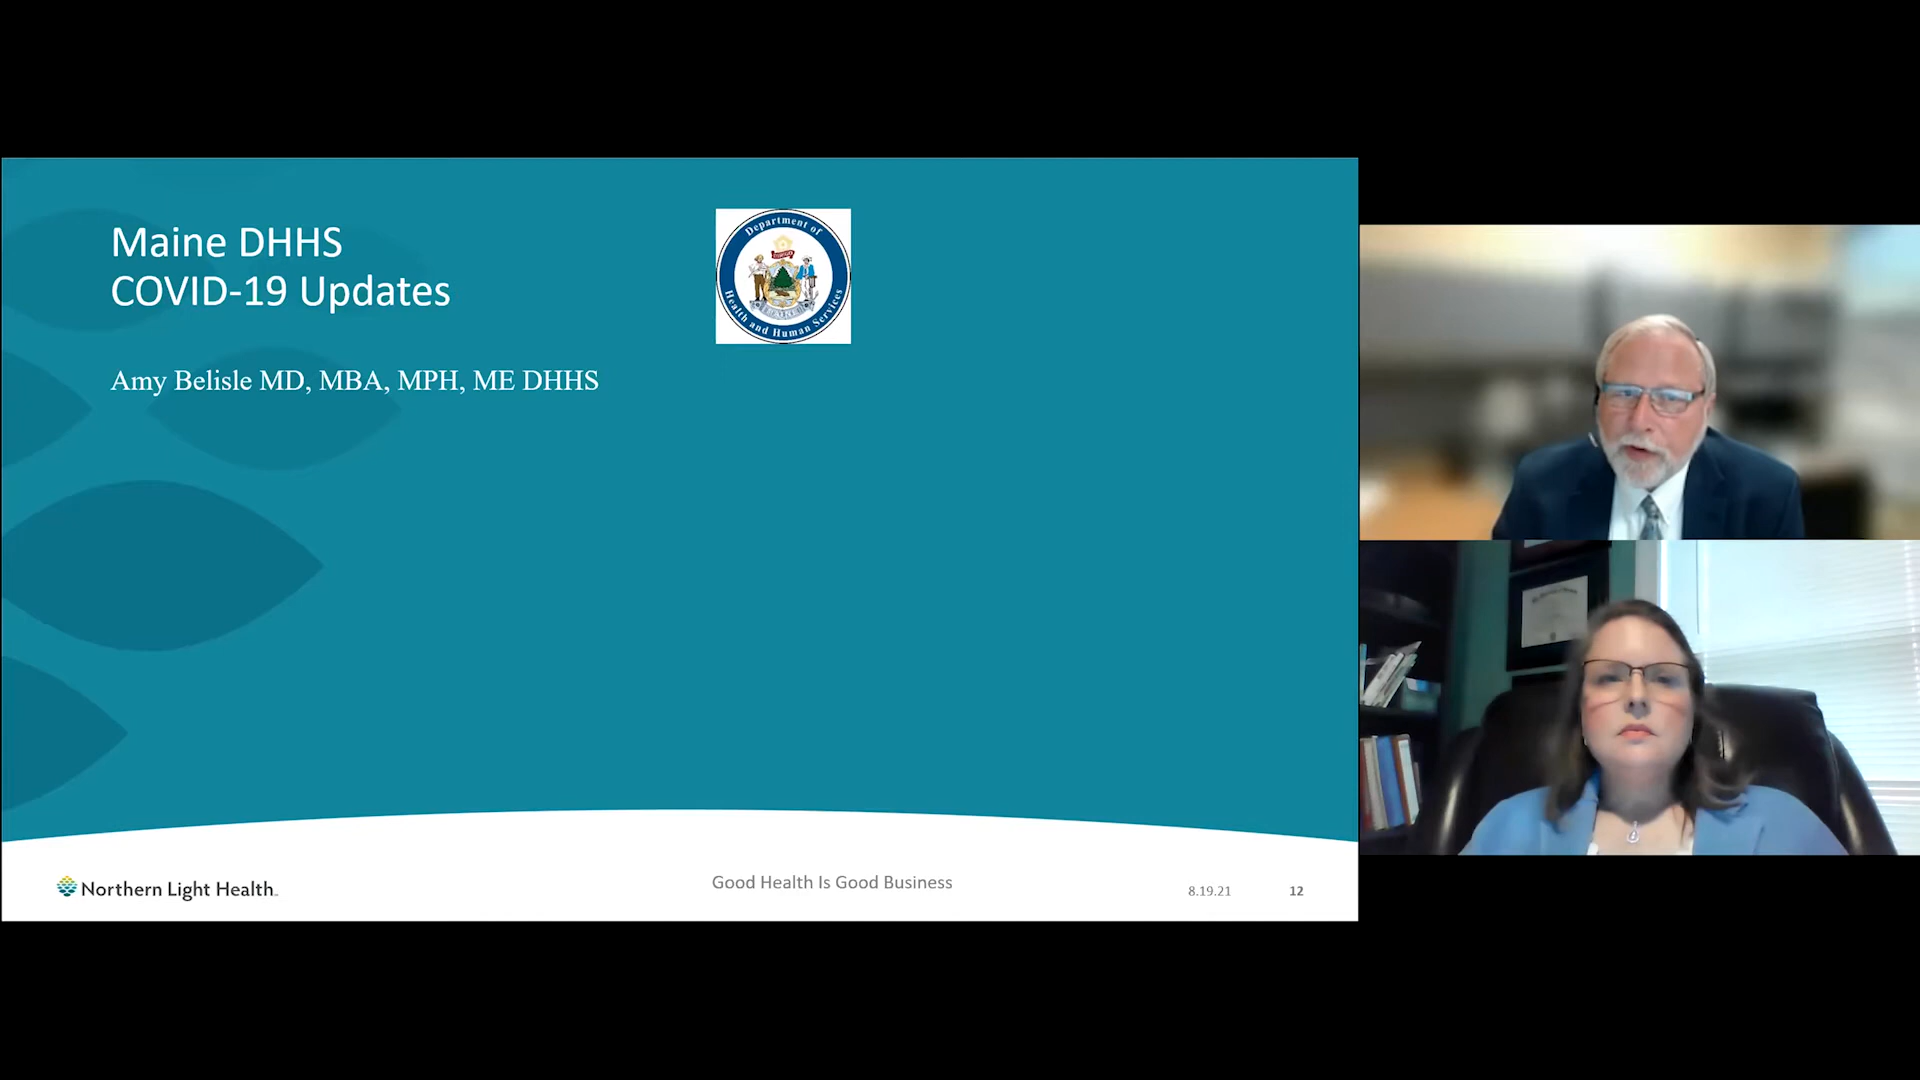 Maine DHHS
COVID-19 Updates
Department of
Health and Human Services
Amy Belisle MD, MBA, MPH, ME DHHS
Northern Light Health
Good Health Is Good Business
8.19.21
12